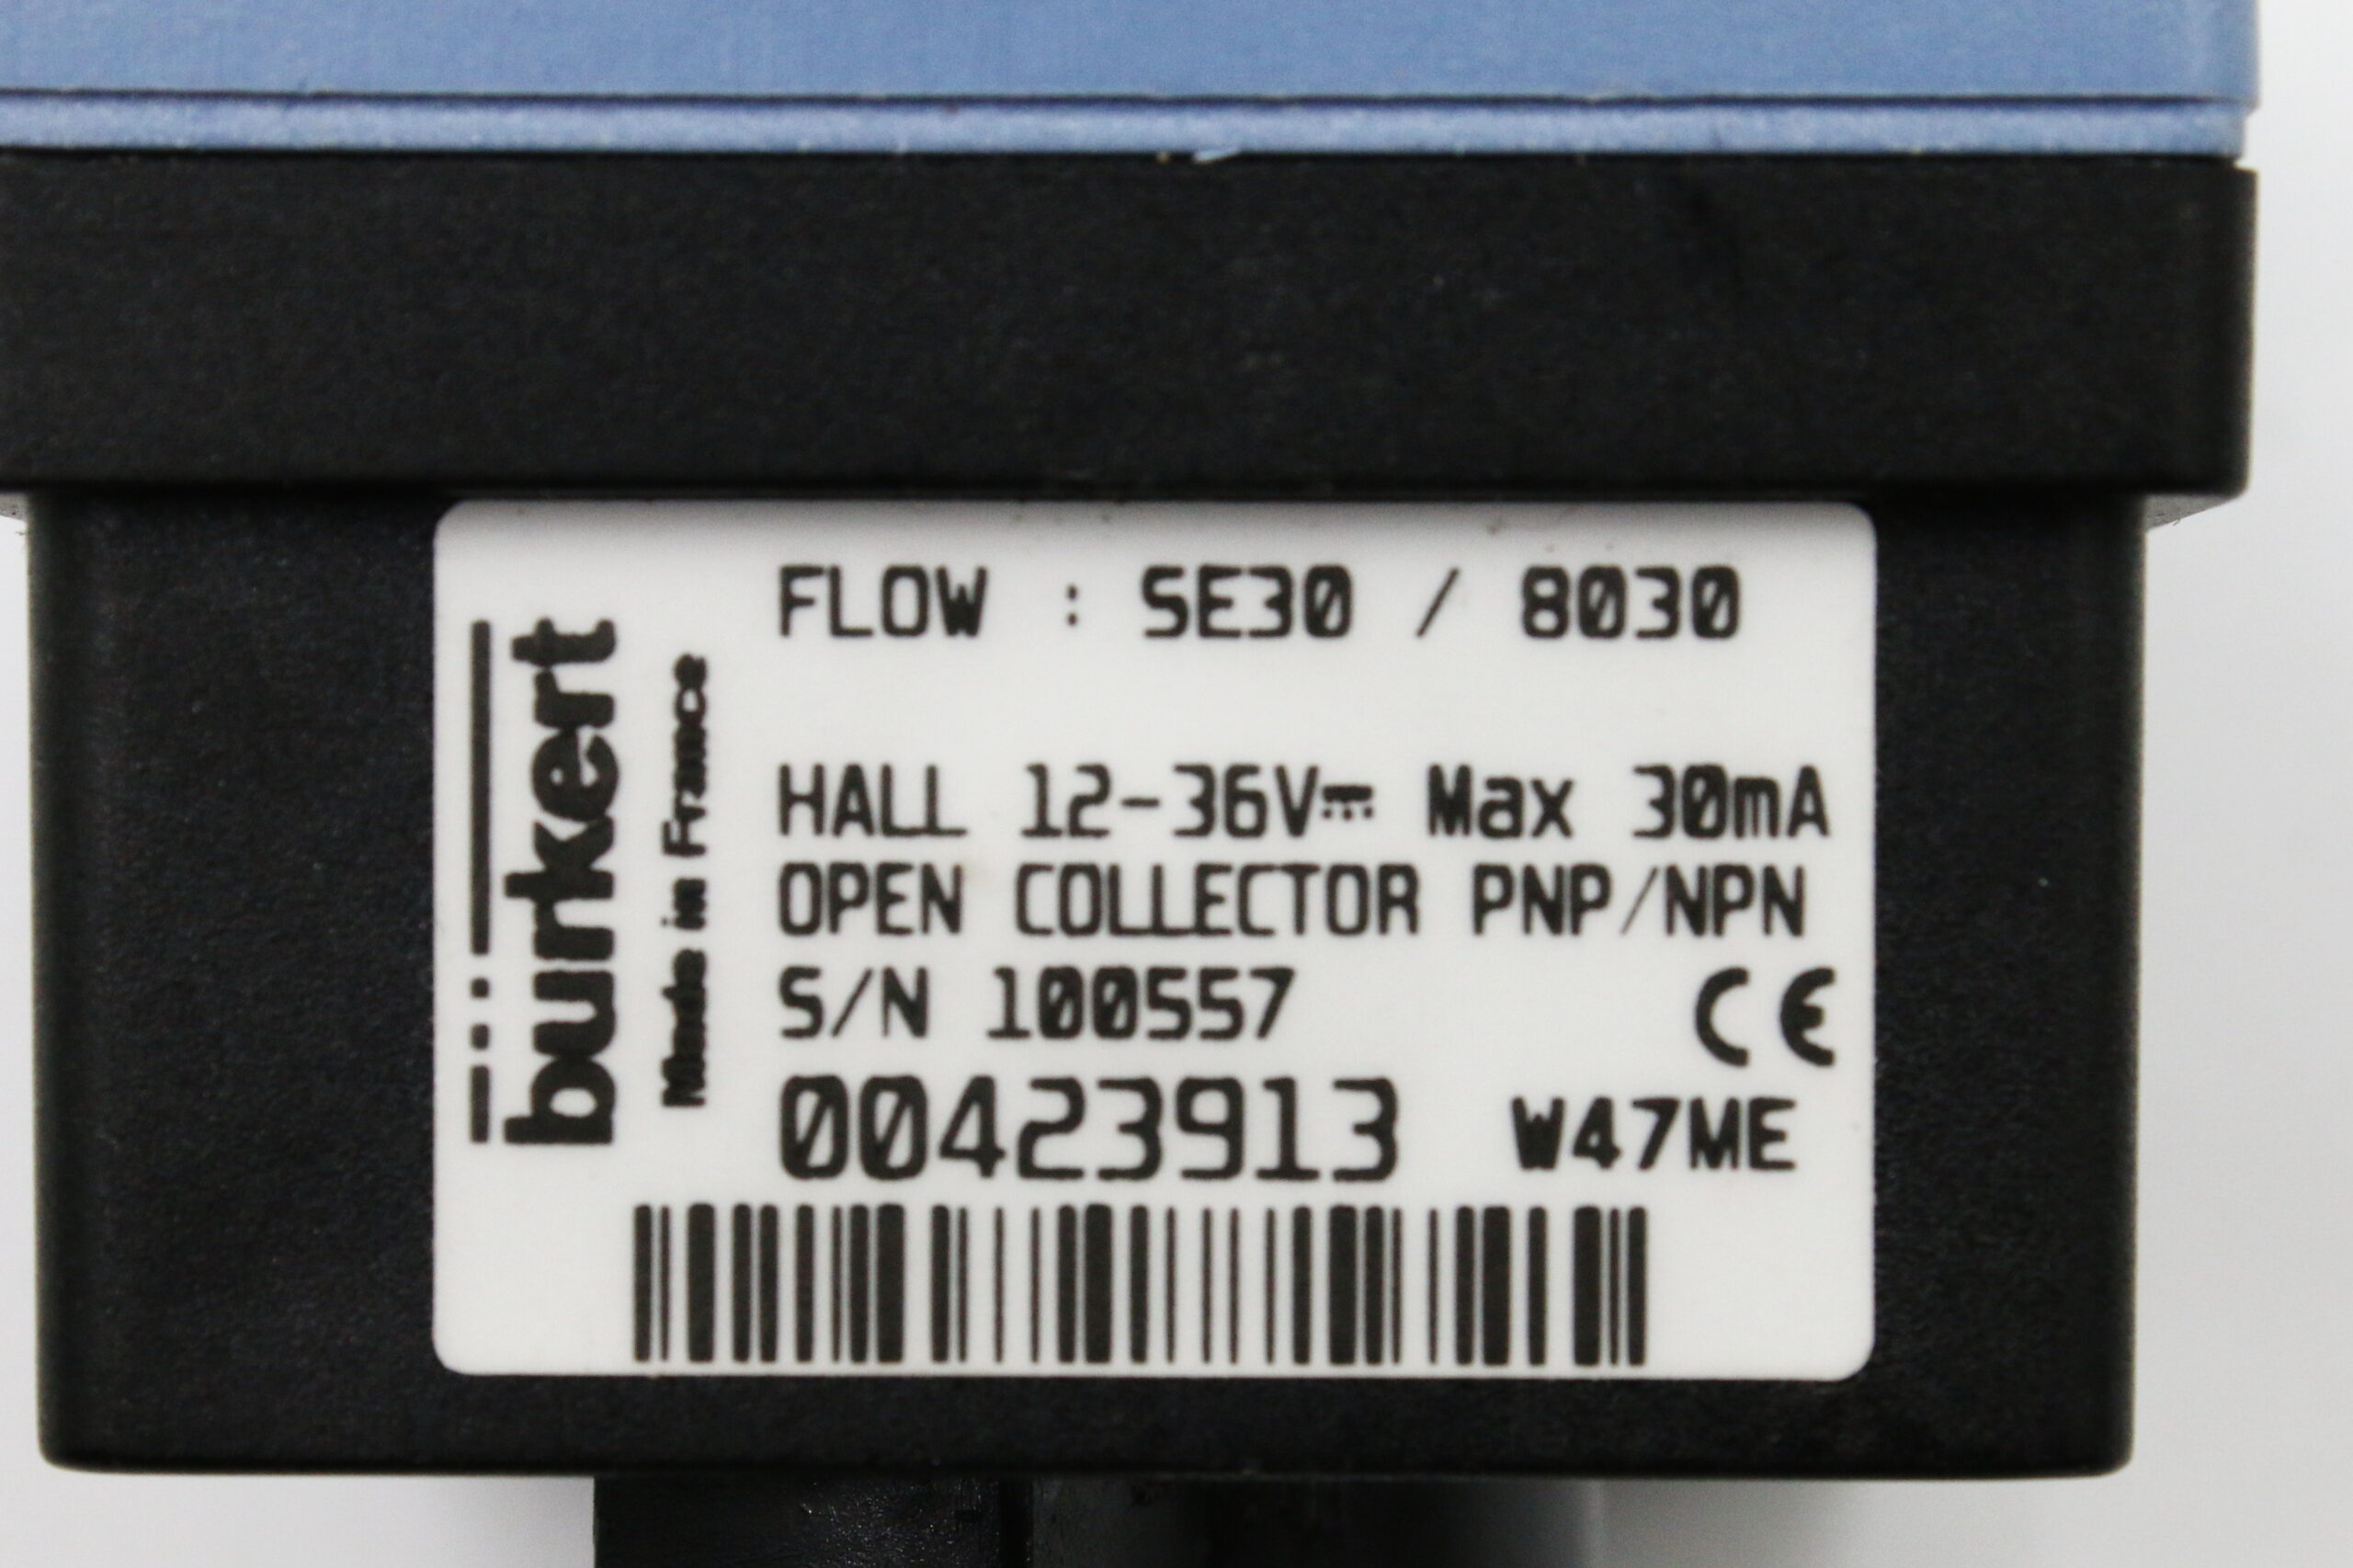 burkert
Made in France
FLOW : SE30 / 8030
HALL 12-36V⎓ Max 30mA
OPEN COLLECTOR PNP/NPN
S/N 100557
CE
00423913 W47ME